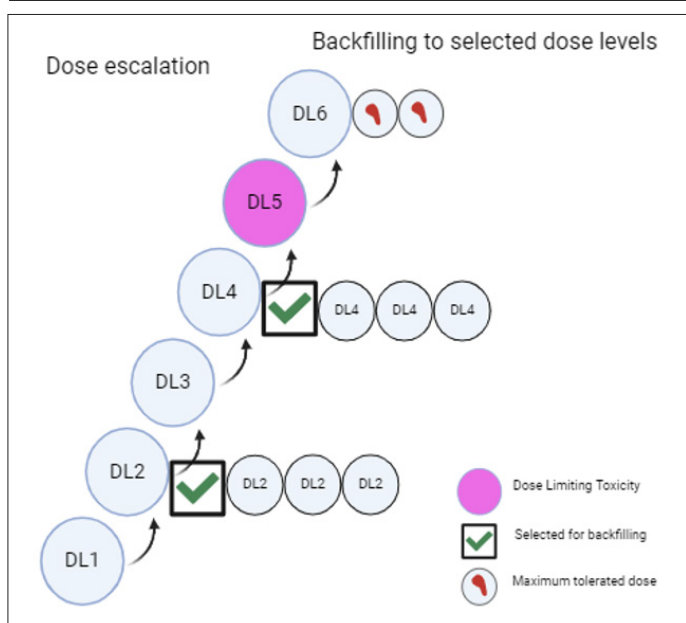 Backfilling to selected dose levels
Dose escalation
DL6
DL5
DL4
DL4 DL4 DL4
DL3
DL2
DL2 DL2 DL2
DL1
Dose Limiting Toxicity
Selected for backfilling
Maximum tolerated dose